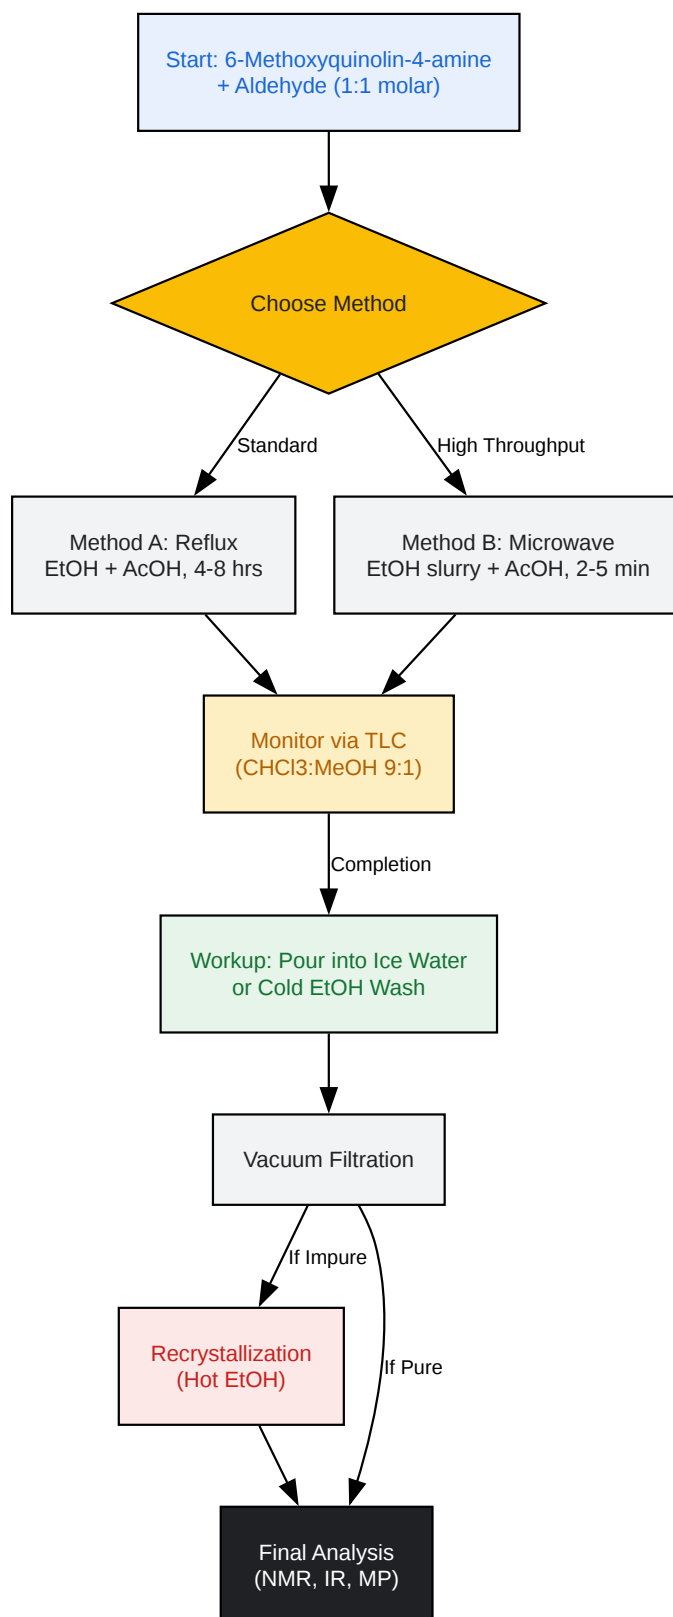 Start: 6-Methoxyquinolin-4-amine
+ Aldehyde (1:1 molar)
Choose Method
Standard
High Throughput
Method A: Reflux
EtOH + AcOH, 4-8 hrs
Method B: Microwave
EtOH slurry + AcOH, 2-5 min
Monitor via TLC
(CHCl3:MeOH 9:1)
Completion
Workup: Pour into Ice Water
or Cold EtOH Wash
Vacuum Filtration
If Impure
Recrystallization
(Hot EtOH)
If Pure
Final Analysis
(NMR, IR, MP)